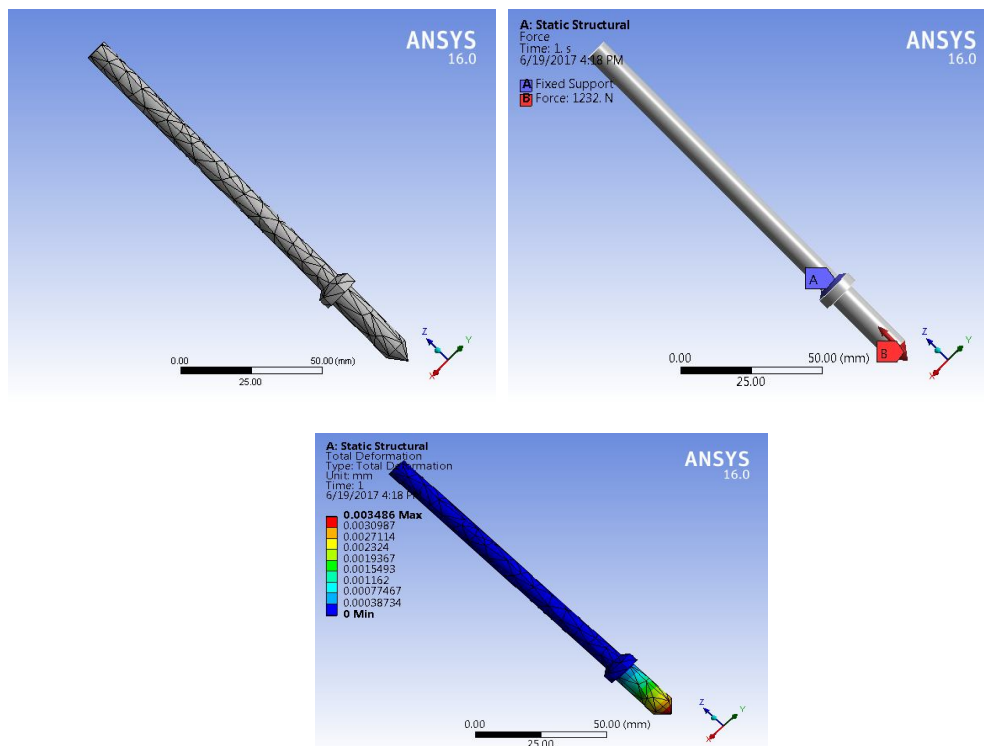 ANSYS
16.0
Z
Y
X
0.00
50.00 (mm)
25.00
A: Static Structural
Force
Time: 1. s
6/19/2017 4:18 PM
A Fixed Support
B Force: 1232. N
ANSYS
16.0
A
B
Z
Y
X
0.00
50.00 (mm)
25.00
A: Static Structural
Total Deformation
Type: Total Deformation
Unit: mm
Time: 1
6/19/2017 4:18 PM
ANSYS
16.0
0.003486 Max
0.0030987
0.0027114
0.002324
0.0019367
0.0015493
0.001162
0.00077467
0.00038734
0 Min
Z
Y
X
0.00
50.00 (mm)
25.00